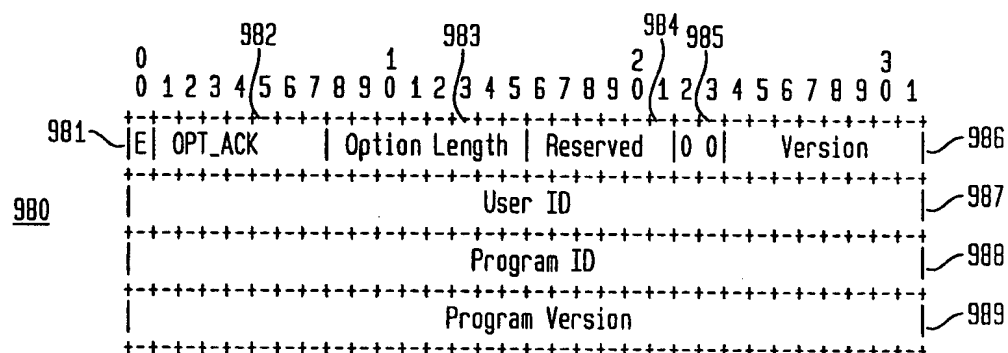 982 983 984 985
0 1 2 3
0 1 2 3 4 5 6 7 8 9 0 1 2 3 4 5 6 7 8 9 0 1 2 3 4 5 6 7 8 9 0 1
981 |E| OPT_ACK | Option Length | Reserved |0 0| Version | 986
980
| User ID | 987
| Program ID | 988
| Program Version | 989